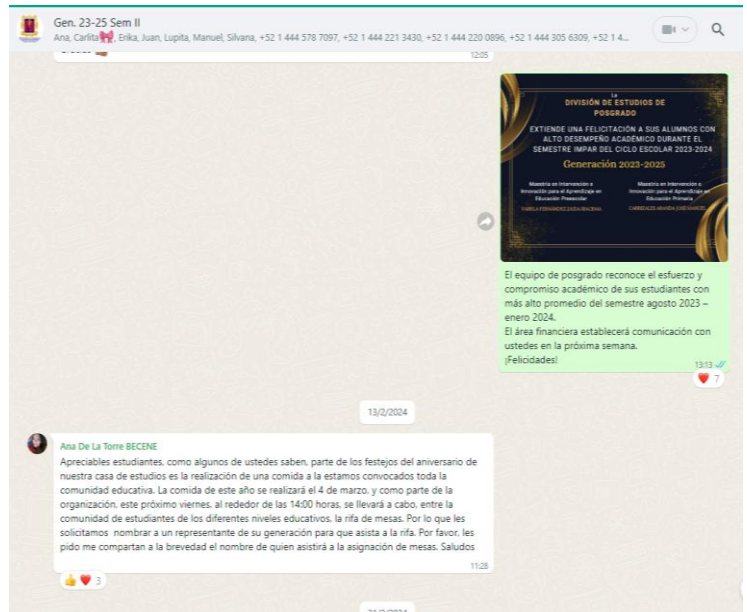 Gen. 23-25 Sem II
Ana, Carlita🎀, Erika, Juan, Lupita, Manuel, Silvana, +52 1 444 578 7097, +52 1 444 221 3430, +52 1 444 220 0896, +52 1 444 305 6309, +52 1 4...
12:05
La
DIVISIÓN DE ESTUDIOS DE
POSGRADO
EXTIENDE UNA FELICITACIÓN A SUS ALUMNOS CON
ALTO DESEMPEÑO ACADÉMICO DURANTE EL
SEMESTRE IMPAR DEL CICLO ESCOLAR 2023-2024
Generación 2023-2025
Maestría en Intervención e
Innovación para el Aprendizaje en
Educación Preescolar
Maestría en Intervención e
Innovación para el Aprendizaje en
Educación Primaria
El equipo de posgrado reconoce el esfuerzo y
compromiso académico de sus estudiantes con
más alto promedio del semestre agosto 2023 –
enero 2024.
El área financiera establecerá comunicación con
ustedes en la próxima semana.
¡Felicidades!
13:13
❤️ 7
13/2/2024
Ana De La Torre BECENE
Apreciables estudiantes, como algunos de ustedes saben, parte de los festejos del aniversario de
nuestra casa de estudios es la realización de una comida a la estamos convocados toda la
comunidad educativa. La comida de este año se realizará el 4 de marzo, y como parte de la
organización, este próximo viernes, al rededor de las 14:00 horas, se llevará a cabo, entre la
comunidad de estudiantes de los diferentes niveles educativos, la rifa de mesas. Por lo que les
solicitamos nombrar a un representante de su generación para que asista a la rifa. Por favor, les
pido me compartan a la brevedad el nombre de quien asistirá a la asignación de mesas. Saludos
11:28
👍❤️ 3